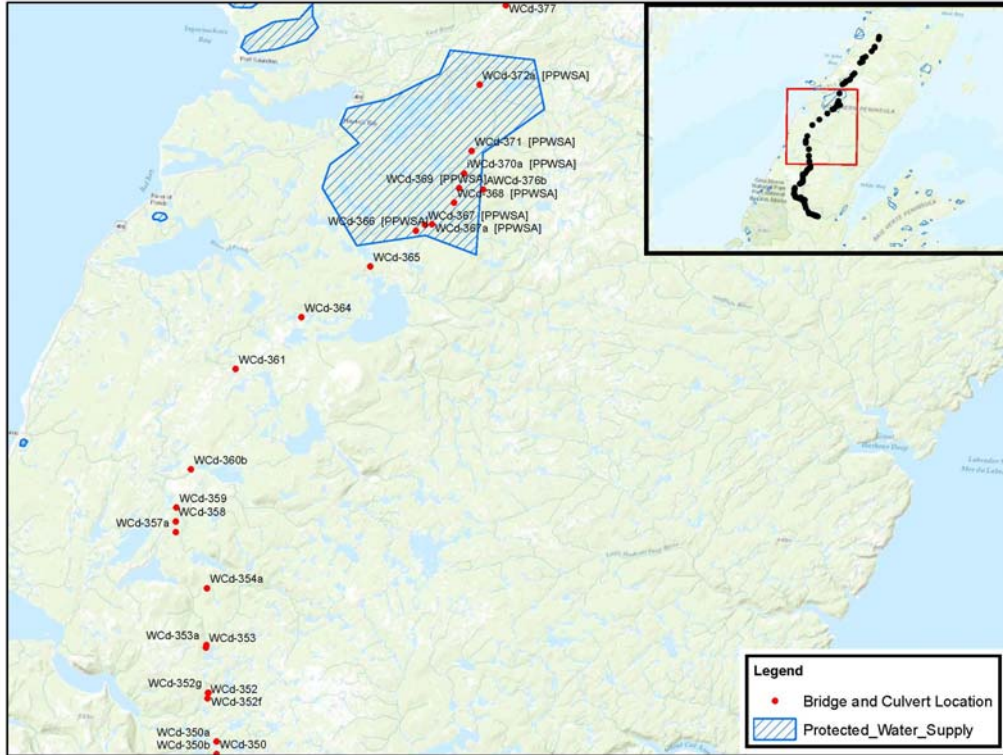 WCd-377
WCd-372a [PPWSA]
WCd-371 [PPWSA]
WCd-370a [PPWSA]
WCd-369 [PPWSA]
AWCd-376b
WCd-368 [PPWSA]
WCd-366 [PPWSA]
WCd-367 [PPWSA]
WCd-367a [PPWSA]
WCd-365
WCd-364
WCd-361
WCd-360b
WCd-359
WCd-358
WCd-357a
WCd-354a
WCd-353a
WCd-353
WCd-352g
WCd-352
WCd-352f
WCd-350a
WCd-350b
WCd-350
Legend
Bridge and Culvert Location
Protected_Water_Supply